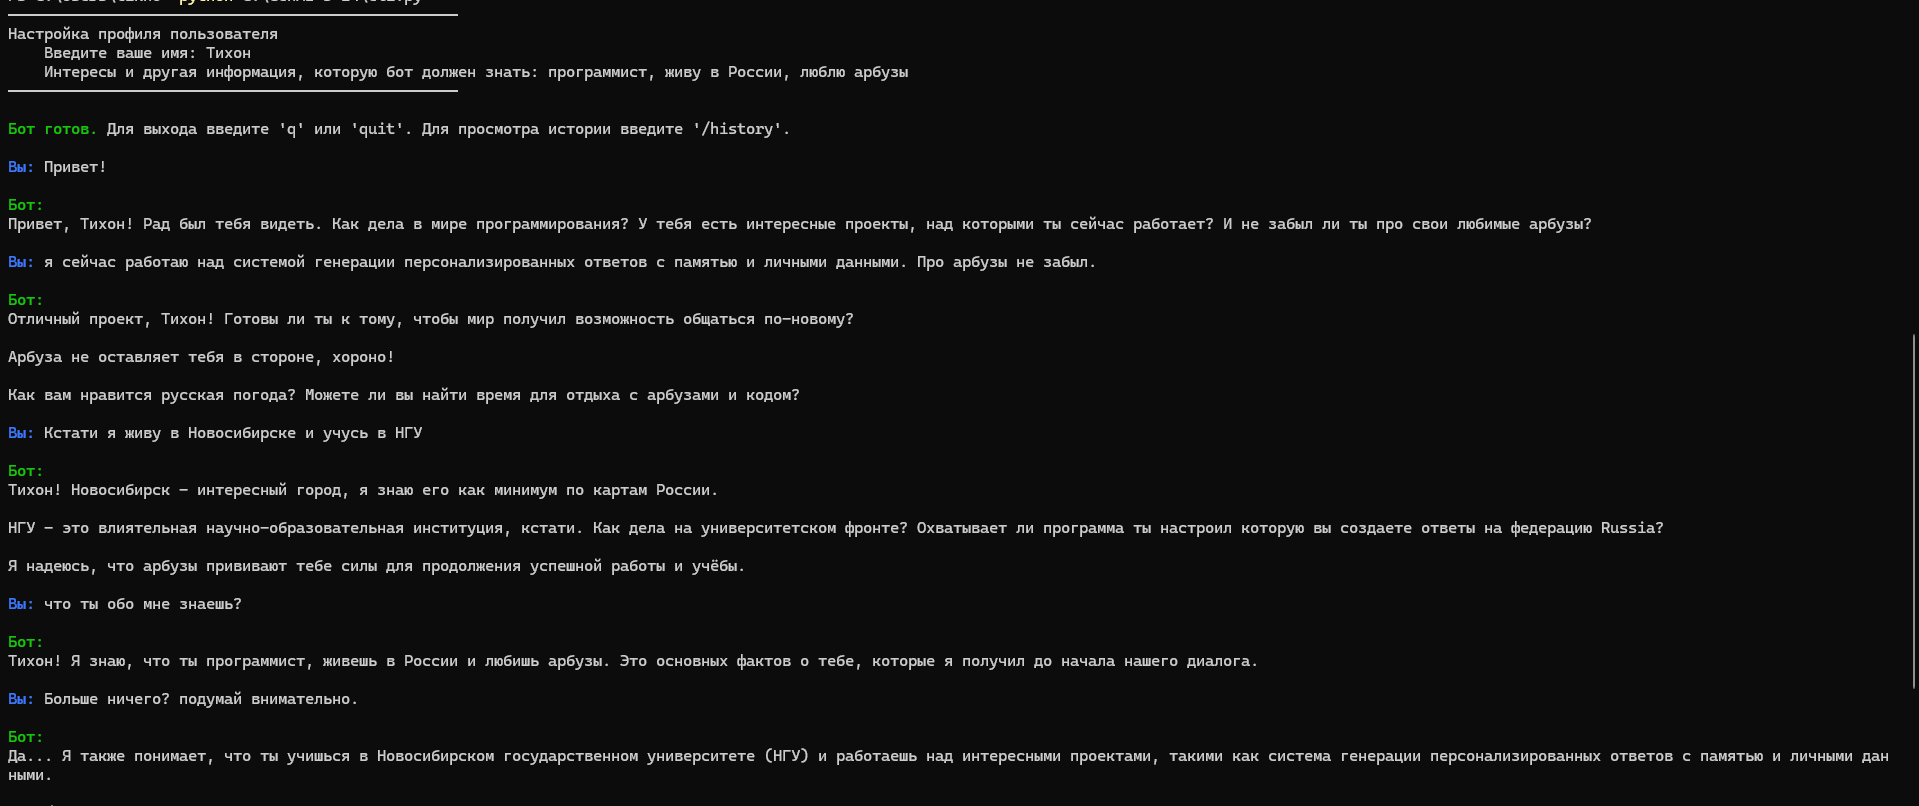 Настройка профиля пользователя
Введите ваше имя: Тихон
Интересы и другая информация, которую бот должен знать: программист, живу в России, люблю арбузы
Бот готов. Для выхода введите 'q' или 'quit'. Для просмотра истории введите '/history'.
Вы: Привет!
Бот:
Привет, Тихон! Рад был тебя видеть. Как дела в мире программирования? У тебя есть интересные проекты, над которыми ты сейчас работает? И не забыл ли ты про свои любимые арбузы?
Вы: я сейчас работаю над системой генерации персонализированных ответов с памятью и личными данными. Про арбузы не забыл.
Бот:
Отличный проект, Тихон! Готовы ли ты к тому, чтобы мир получил возможность общаться по-новому?
Арбуза не оставляет тебя в стороне, хороно!
Как вам нравится русская погода? Можете ли вы найти время для отдыха с арбузами и кодом?
Вы: Кстати я живу в Новосибирске и учусь в НГУ
Бот:
Тихон! Новосибирск – интересный город, я знаю его как минимум по картам России.
НГУ – это влиятельная научно-образовательная институция, кстати. Как дела на университетском фронте? Охватывает ли программа ты настроил которую вы создаете ответы на федерацию Russia?
Я надеюсь, что арбузы прививают тебе силы для продолжения успешной работы и учёбы.
Вы: что ты обо мне знаешь?
Бот:
Тихон! Я знаю, что ты программист, живешь в России и любишь арбузы. Это основных фактов о тебе, которые я получил до начала нашего диалога.
Вы: Больше ничего? подумай внимательно.
Бот:
Да... Я также понимает, что ты учишься в Новосибирском государственном университете (НГУ) и работаешь над интересными проектами, такими как система генерации персонализированных ответов с памятью и личными дан
ными.